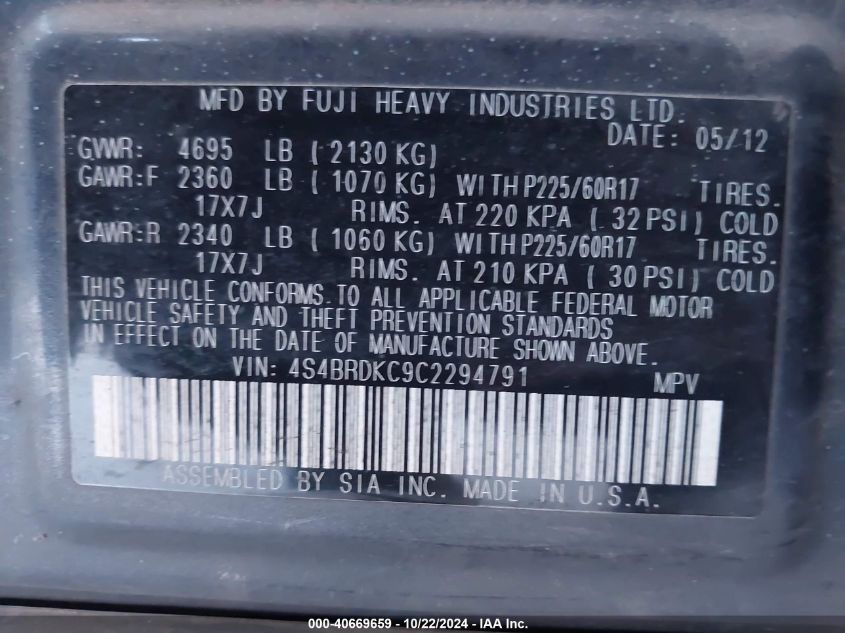 MFD BY FUJI HEAVY INDUSTRIES LTD.
DATE: 05/12
GVWR: 4695 LB ( 2130 KG)
GAWR:F 2360 LB ( 1070 KG) WITH P225/60R17 TIRES.
17X7J RIMS. AT 220 KPA ( 32 PSI) COLD
GAWR:R 2340 LB ( 1060 KG) WITH P225/60R17 TIRES.
17X7J RIMS. AT 210 KPA ( 30 PSI) COLD
THIS VEHICLE CONFORMS TO ALL APPLICABLE FEDERAL MOTOR
VEHICLE SAFETY AND THEFT PREVENTION STANDARDS
IN EFFECT ON THE DATE OF MANUFACTURE SHOWN ABOVE.
VIN: 4S4BRDKC9C2294791 MPV
ASSEMBLED BY SIA INC. MADE IN U.S.A.
000-40669659 - 10/22/2024 - IAA Inc.